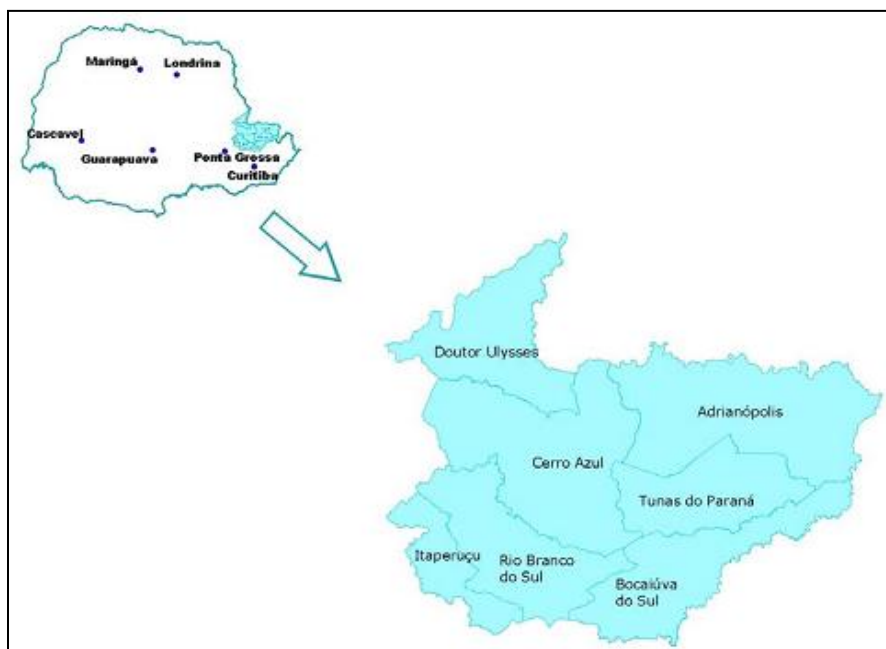 Maringá
Londrina
Cascavel
Guarapuava
Ponta Grossa
Curitiba
Doutor Ulysses
Adrianópolis
Cerro Azul
Tunas do Paraná
Itaperuçu
Rio Branco
do Sul
Bocaiúva
do Sul